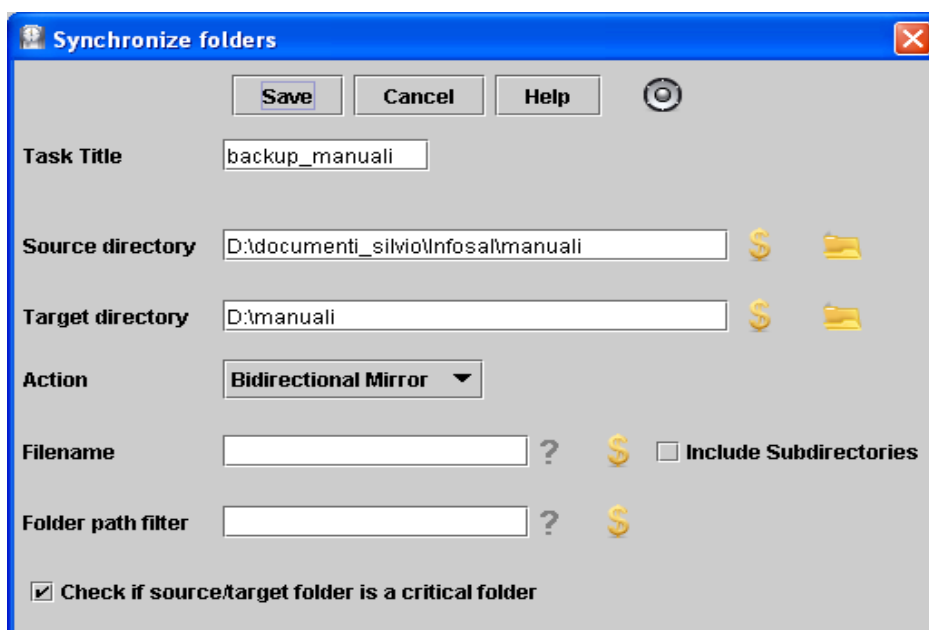 Synchronize folders
Save Cancel Help
Task Title backup_manuali
Source directory D:\documenti_silvio\Infosal\manuali $
Target directory D:\manuali $
Action Bidirectional Mirror
Filename ? $ Include Subdirectories
Folder path filter ? $
Check if source/target folder is a critical folder